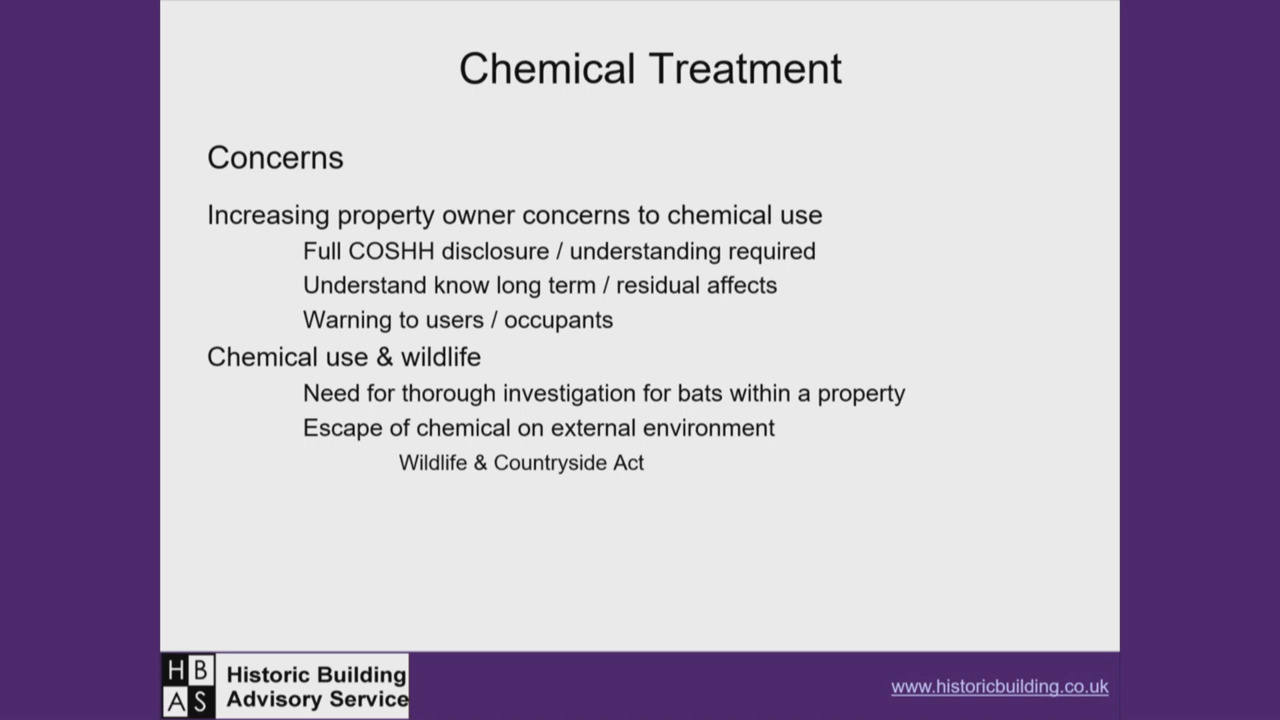 Chemical Treatment
Concerns
Increasing property owner concerns to chemical use
Full COSHH disclosure / understanding required
Understand know long term / residual affects
Warning to users / occupants
Chemical use & wildlife
Need for thorough investigation for bats within a property
Escape of chemical on external environment
Wildlife & Countryside Act
H B
A S
Historic Building
Advisory Service
www.historicbuilding.co.uk